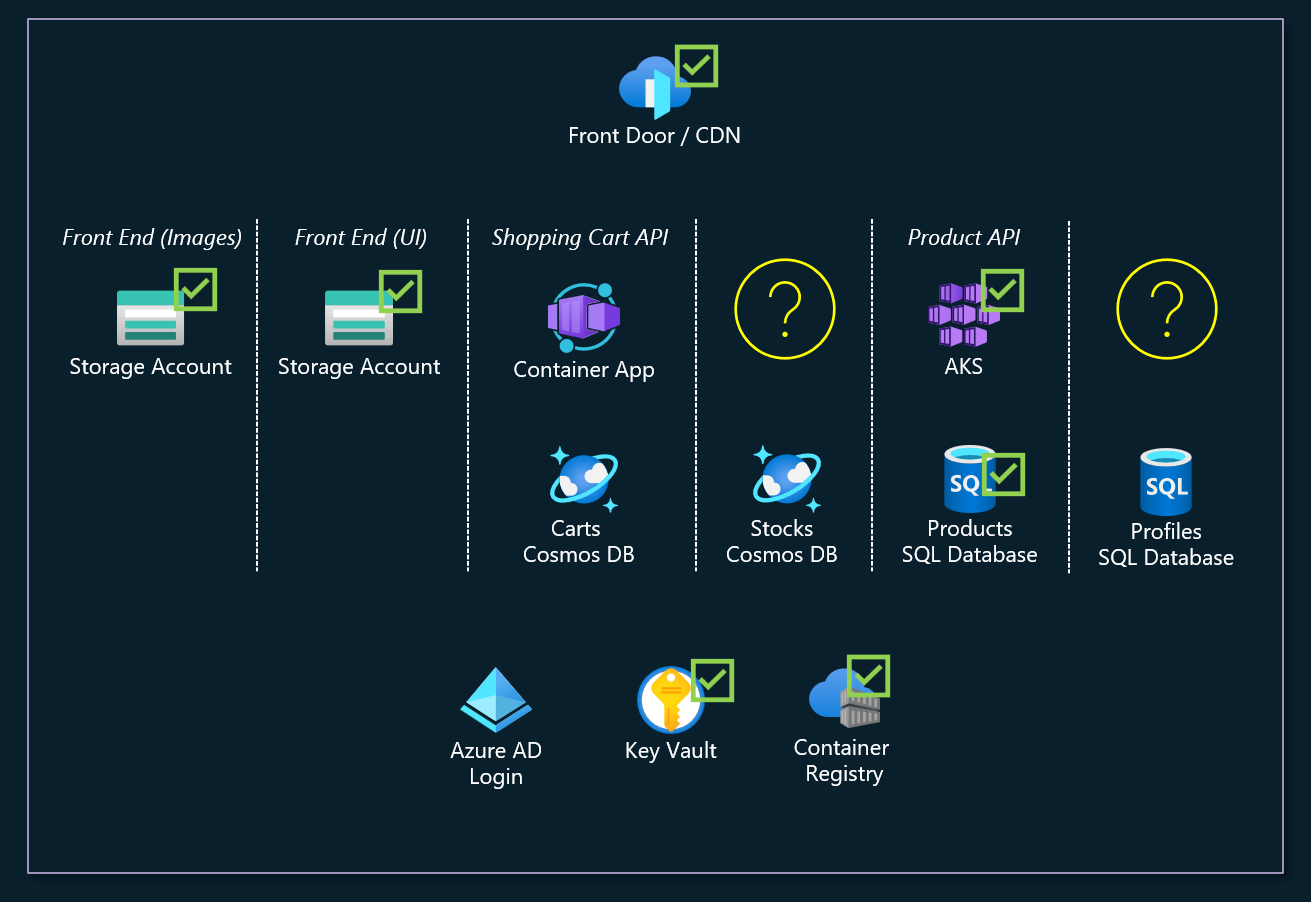 Front Door / CDN
Front End (Images)
Front End (UI)
Shopping Cart API
Product API
?
?
Storage Account
Storage Account
Container App
AKS
SQL
SQL
Carts
Cosmos DB
Stocks
Cosmos DB
Products
SQL Database
Profiles
SQL Database
Azure AD
Login
Key Vault
Container
Registry